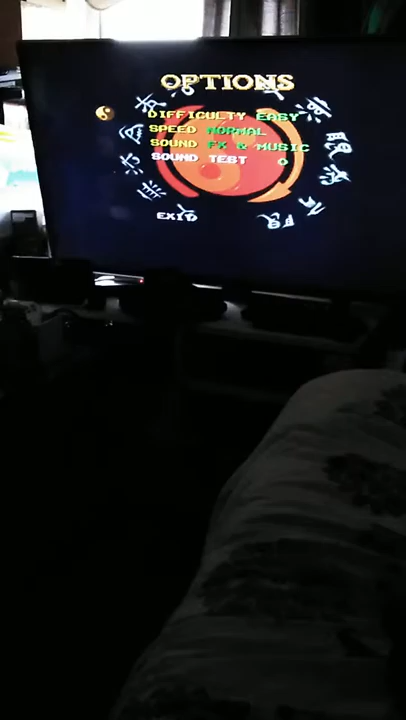 OPTIONS
DIFFICULTY EASY
SPEED NORMAL
SOUND FX & MUSIC
SOUND TEST 0
EXIT